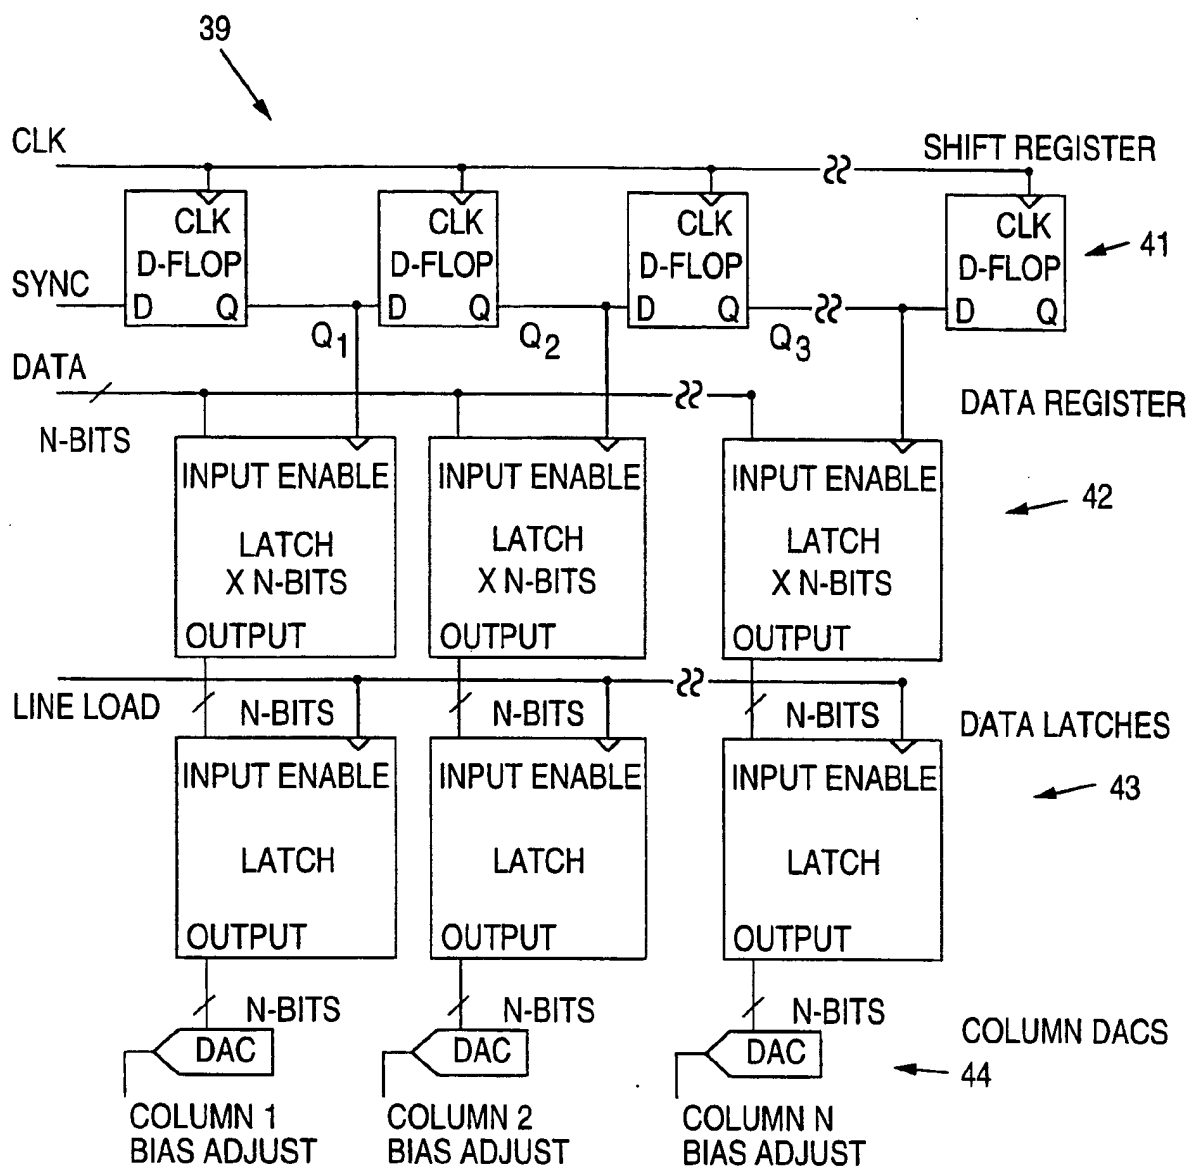 39
CLK
SHIFT REGISTER
CLK CLK CLK CLK
D-FLOP D-FLOP D-FLOP D-FLOP
41
SYNC
D Q D Q D Q D Q
Q1 Q2 Q3
DATA
DATA REGISTER
N-BITS
INPUT ENABLE INPUT ENABLE INPUT ENABLE
42
LATCH LATCH LATCH
X N-BITS X N-BITS X N-BITS
OUTPUT OUTPUT OUTPUT
LINE LOAD
N-BITS N-BITS N-BITS
DATA LATCHES
INPUT ENABLE INPUT ENABLE INPUT ENABLE
43
LATCH LATCH LATCH
OUTPUT OUTPUT OUTPUT
N-BITS N-BITS N-BITS
COLUMN DACS
DAC DAC DAC
44
COLUMN 1 COLUMN 2 COLUMN N
BIAS ADJUST BIAS ADJUST BIAS ADJUST